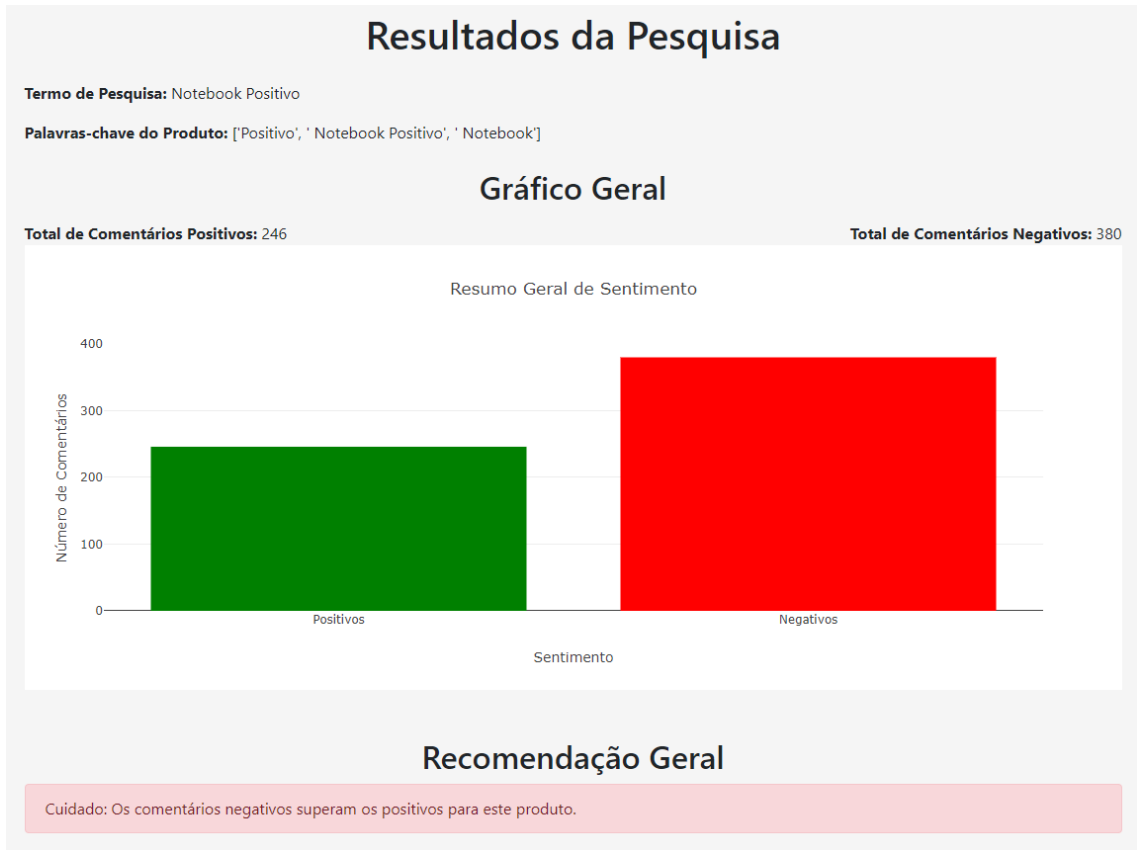 Resultados da Pesquisa
Termo de Pesquisa: Notebook Positivo
Palavras-chave do Produto: ['Positivo', ' Notebook Positivo', ' Notebook']
Gráfico Geral
Total de Comentários Positivos: 246
Total de Comentários Negativos: 380
Resumo Geral de Sentimento
Número de Comentários
400
300
200
100
0
Positivos
Negativos
Sentimento
Recomendação Geral
Cuidado: Os comentários negativos superam os positivos para este produto.